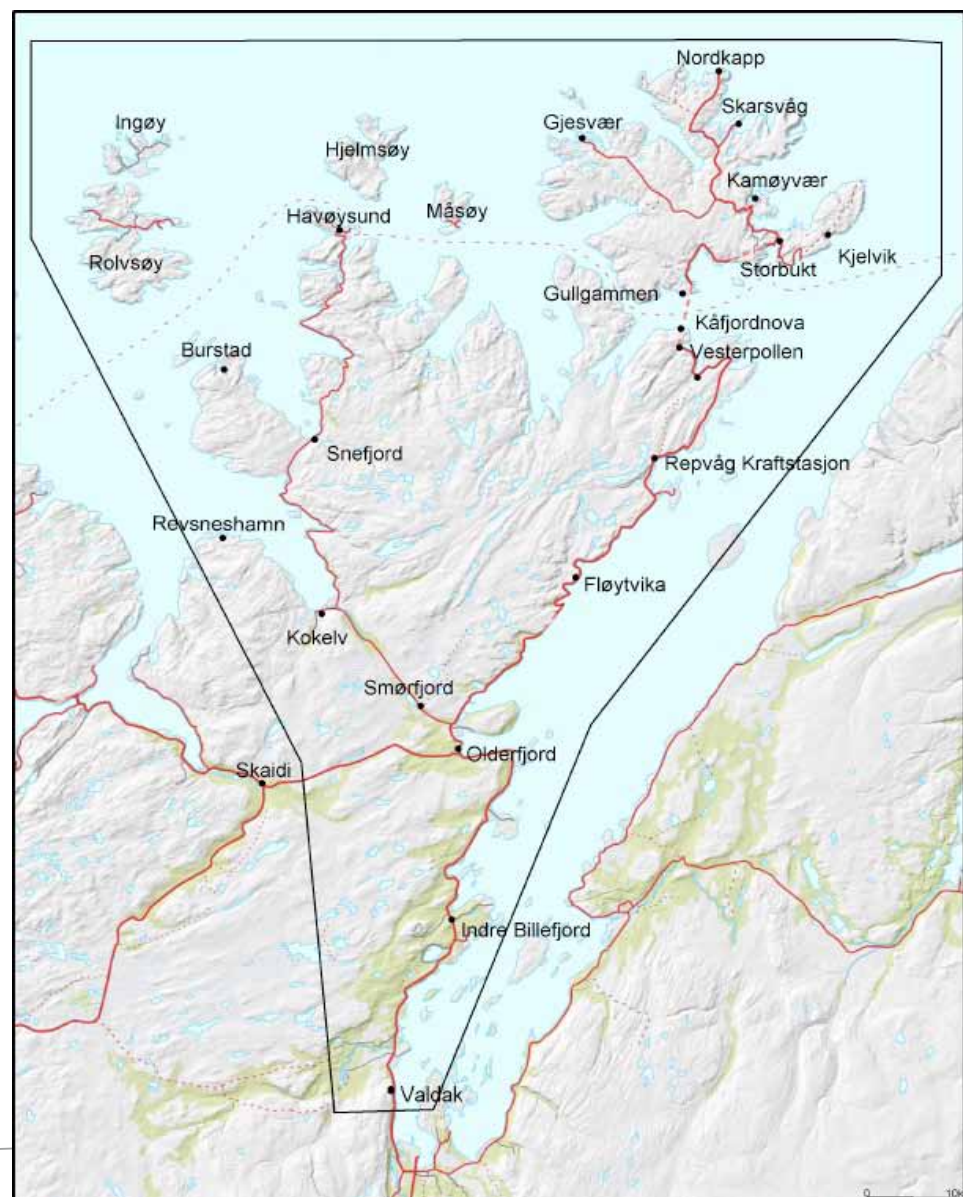 Nordkapp
Skarsvåg
Ingøy
Gjesvær
Hjelmsøy
Kamøyvær
Havøysund
Måsøy
Rolvsøy
Storbukt
Kjelvik
Gullgammen
Kåfjordnova
Burstad
Vesterpollen
Snefjord
Repvåg Kraftstasjon
Revsneshamn
Fløytvika
Kokelv
Smørfjord
Olderfjord
Skaidi
Indre Billefjord
Valdak
0